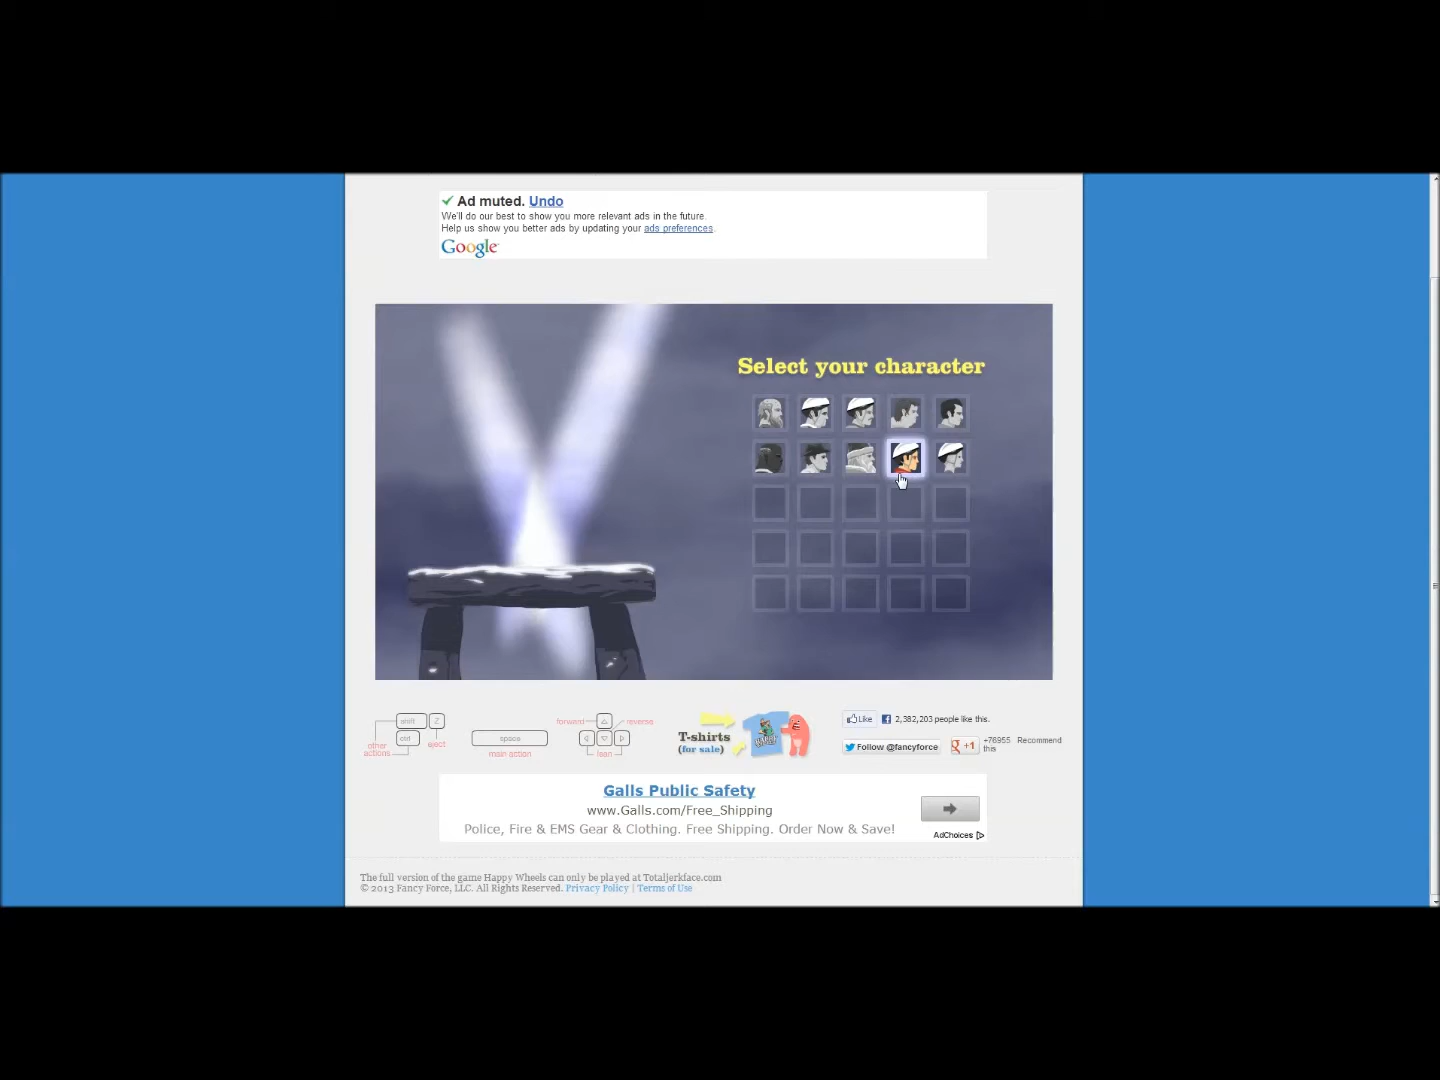 Ad muted. Undo
We'll do our best to show you more relevant ads in the future.
Help us show you better ads by updating your ads preferences.
Google
Select your character
shift Z
ctrl
other actions
eject
space
main action
forward
reverse
lean
T-shirts
(for sale)
Like 2,382,203 people like this.
Follow @fancyforce
+1 +76955 Recommend this
Galls Public Safety
www.Galls.com/Free_Shipping
Police, Fire & EMS Gear & Clothing. Free Shipping. Order Now & Save!
AdChoices
The full version of the game Happy Wheels can only be played at Totaljerkface.com
© 2013 Fancy Force, LLC. All Rights Reserved. Privacy Policy | Terms of Use